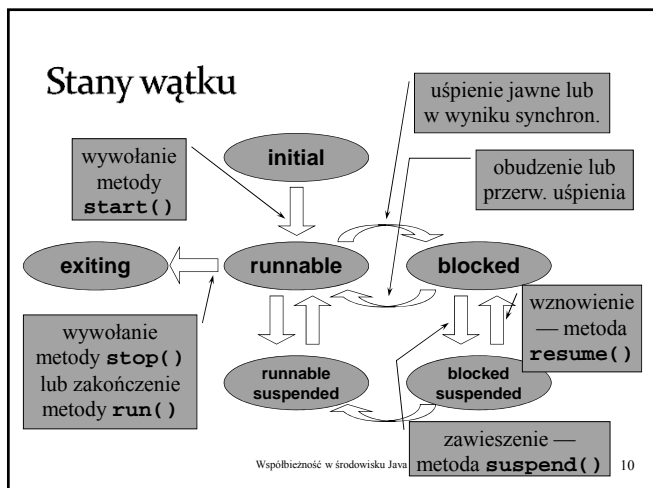 Stany wątku
uśpienie jawne lub
w wyniku synchron.
wywołanie
metody
start()
initial
obudzenie lub
przerw. uśpienia
exiting
runnable
blocked
wywołanie
metody stop()
lub zakończenie
metody run()
wznowienie
— metoda
resume()
runnable
suspended
blocked
suspended
zawieszenie —
metoda suspend()
Współbieżność w środowisku Java
10